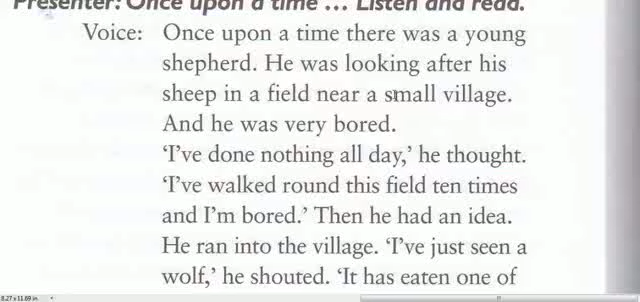 Presenter: Once upon a time ... Listen and read.
Voice: Once upon a time there was a young
shepherd. He was looking after his
sheep in a field near a small village.
And he was very bored.
‘I’ve done nothing all day,’ he thought.
‘I’ve walked round this field ten times
and I’m bored.’ Then he had an idea.
He ran into the village. ‘I’ve just seen a
wolf,’ he shouted. ‘It has eaten one of
8.27 x 11.69 in